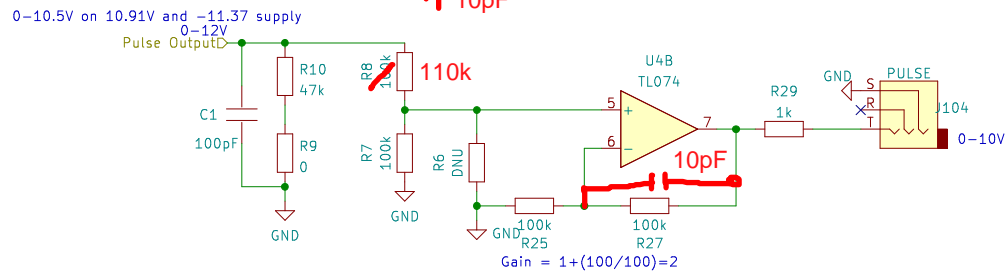 10pF
0-10.5V on 10.91V and -11.37 supply
0-12V
Pulse Output
R10
47k
R8
110k
C1
100pF
R9
0
R7
100k
R6
DNU
U4B
TL074
5
+
6
-
7
10pF
R29
1k
GND
PULSE
S
R
T
J104
0-10V
GND
GND
GND
100k
R25
100k
R27
Gain = 1+(100/100)=2